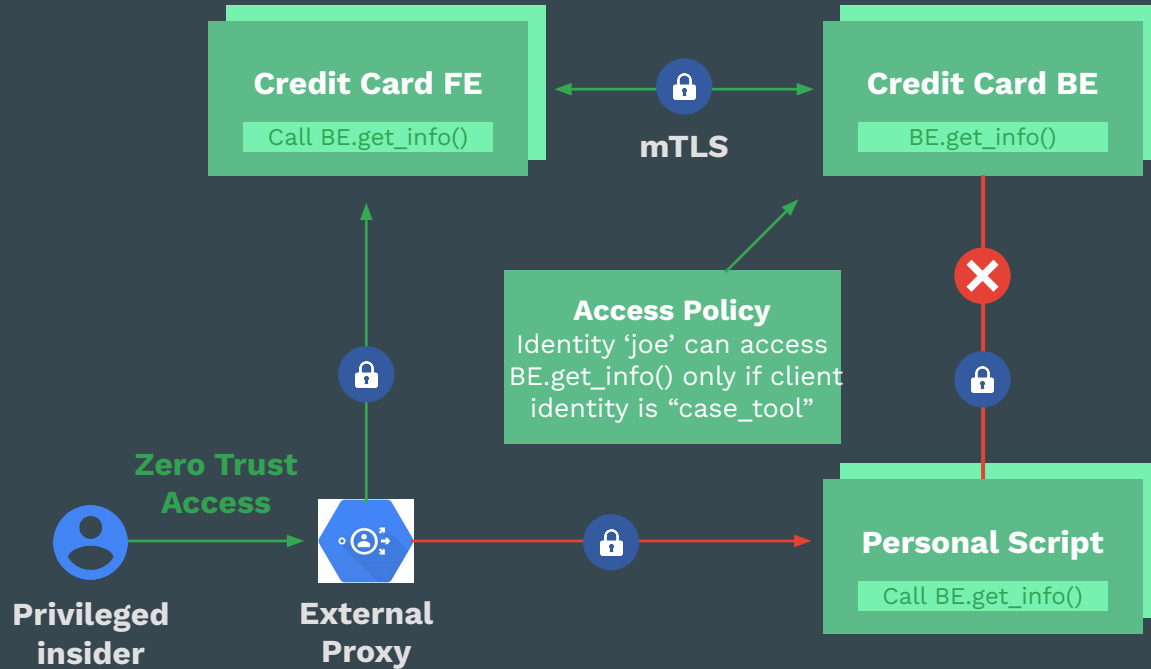 Credit Card FE
Call BE.get_info()
mTLS
Credit Card BE
BE.get_info()
Access Policy
Identity ‘joe’ can access
BE.get_info() only if client
identity is “case_tool”
Zero Trust
Access
Privileged
insider
External
Proxy
Personal Script
Call BE.get_info()